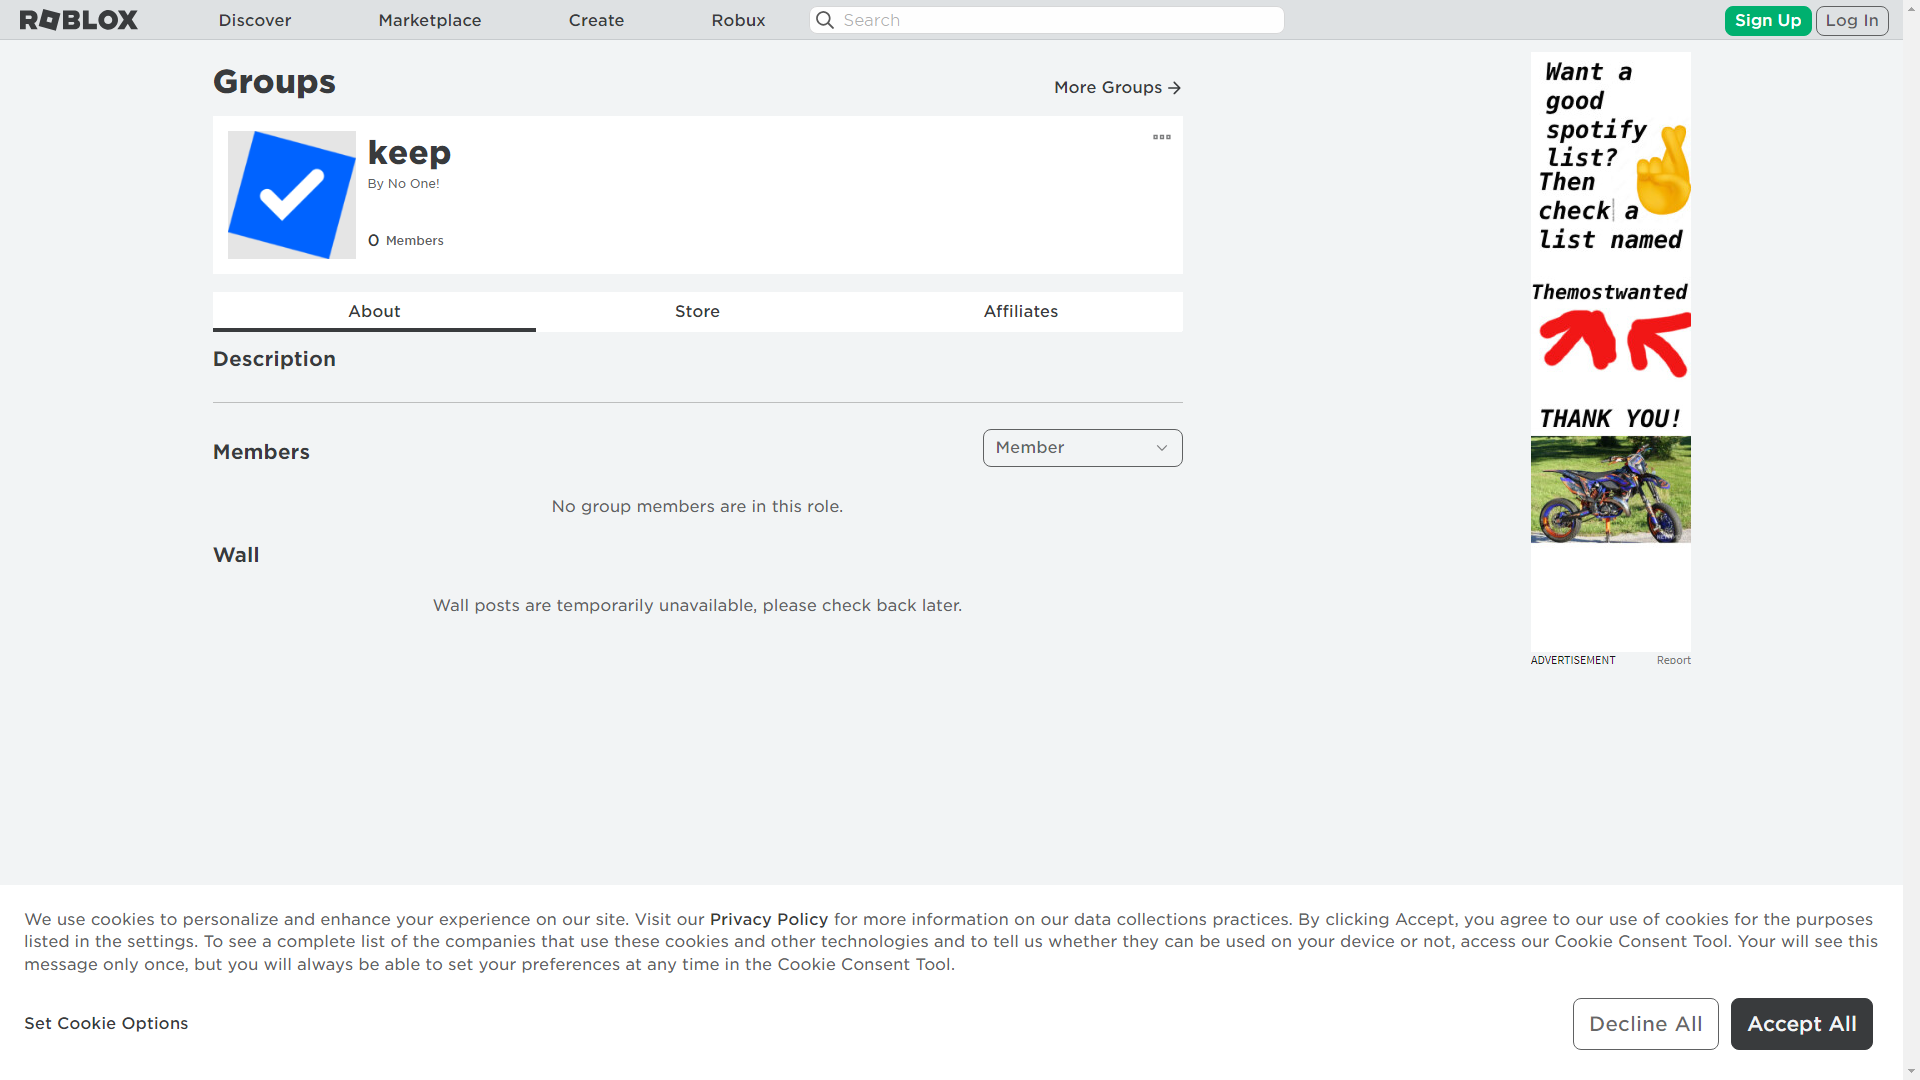 ROBLOX
Discover
Marketplace
Create
Robux
Search
Sign Up
Log In
Groups
More Groups
keep
By No One!
0 Members
About
Store
Affiliates
Description
Members
Member
No group members are in this role.
Wall
Wall posts are temporarily unavailable, please check back later.
Want a
good
spotify
list?
Then
check a
list named
Themostwanted
THANK YOU!
ADVERTISEMENT
Report
We use cookies to personalize and enhance your experience on our site. Visit our Privacy Policy for more information on our data collections practices. By clicking Accept, you agree to our use of cookies for the purposes
listed in the settings. To see a complete list of the companies that use these cookies and other technologies and to tell us whether they can be used on your device or not, access our Cookie Consent Tool. Your will see this
message only once, but you will always be able to set your preferences at any time in the Cookie Consent Tool.
Set Cookie Options
Decline All
Accept All